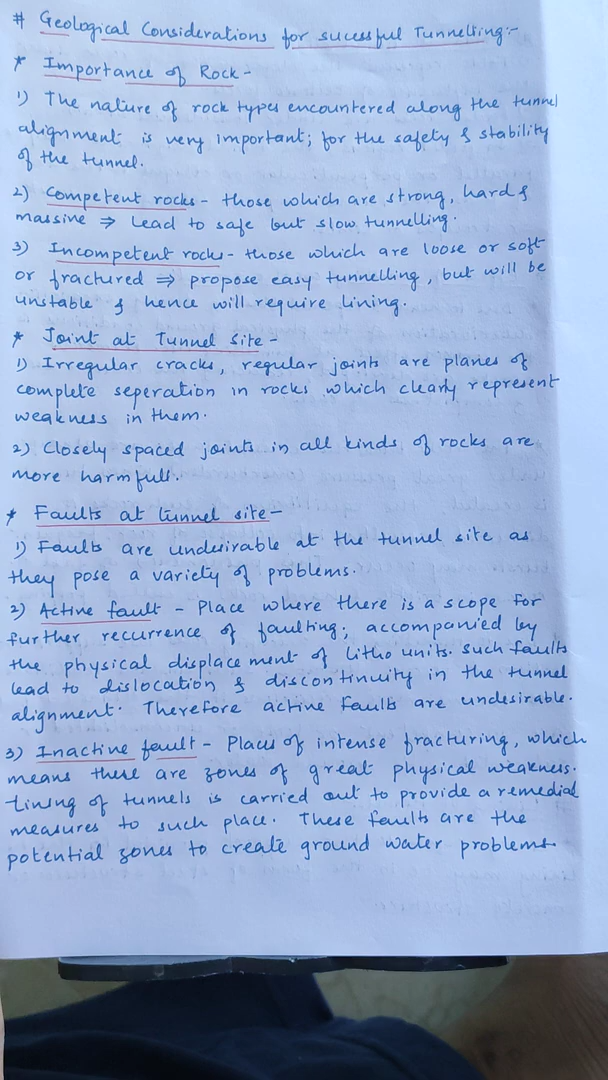 # Geological Considerations for sucessful Tunnelling:-
* Importance of Rock -
1) The nature of rock types encountered along the tunnel
alignment is very important; for the safety & stability
of the tunnel.
2) Competent rocks - those which are strong, hard &
massive ⇒ lead to safe but slow tunnelling.
3) Incompetent rocks - those which are loose or soft
or fractured ⇒ propose easy tunnelling, but will be
unstable & hence will require lining.
* Joint at Tunnel Site -
1) Irregular cracks, regular joints are planes of
complete seperation in rocks which clearly represent
weakness in them.
2) Closely spaced joints in all kinds of rocks are
more harmfull.
* Faults at tunnel site -
1) Faults are undesirable at the tunnel site as
they pose a variety of problems.
2) Active fault - Place where there is a scope for
further recurrence of faulting; accompanied by
the physical displacement of litho units. such faults
lead to dislocation & discontinuity in the tunnel
alignment. Therefore active faults are undesirable.
3) Inactive fault - Places of intense fracturing, which
means these are zones of great physical weakness.
Lining of tunnels is carried out to provide a remedial
measures to such place. These faults are the
potential zones to create ground water problems.